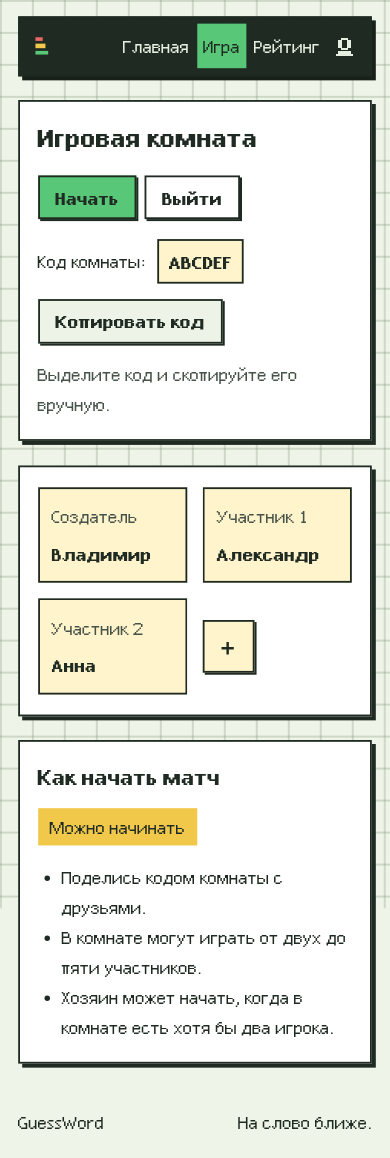 Главная Игра Рейтинг
Игровая комната
Начать Выйти
Код комнаты: ABCDEF
Копировать код
Выделите код и скопируйте его
вручную.
Создатель
Владимир
Участник 1
Александр
Участник 2
Анна
+
Как начать матч
Можно начинать
• Поделись кодом комнаты с
друзьями.
• В комнате могут играть от двух до
пяти участников.
• Хозяин может начать, когда в
комнате есть хотя бы два игрока.
GuessWord На слово ближе.